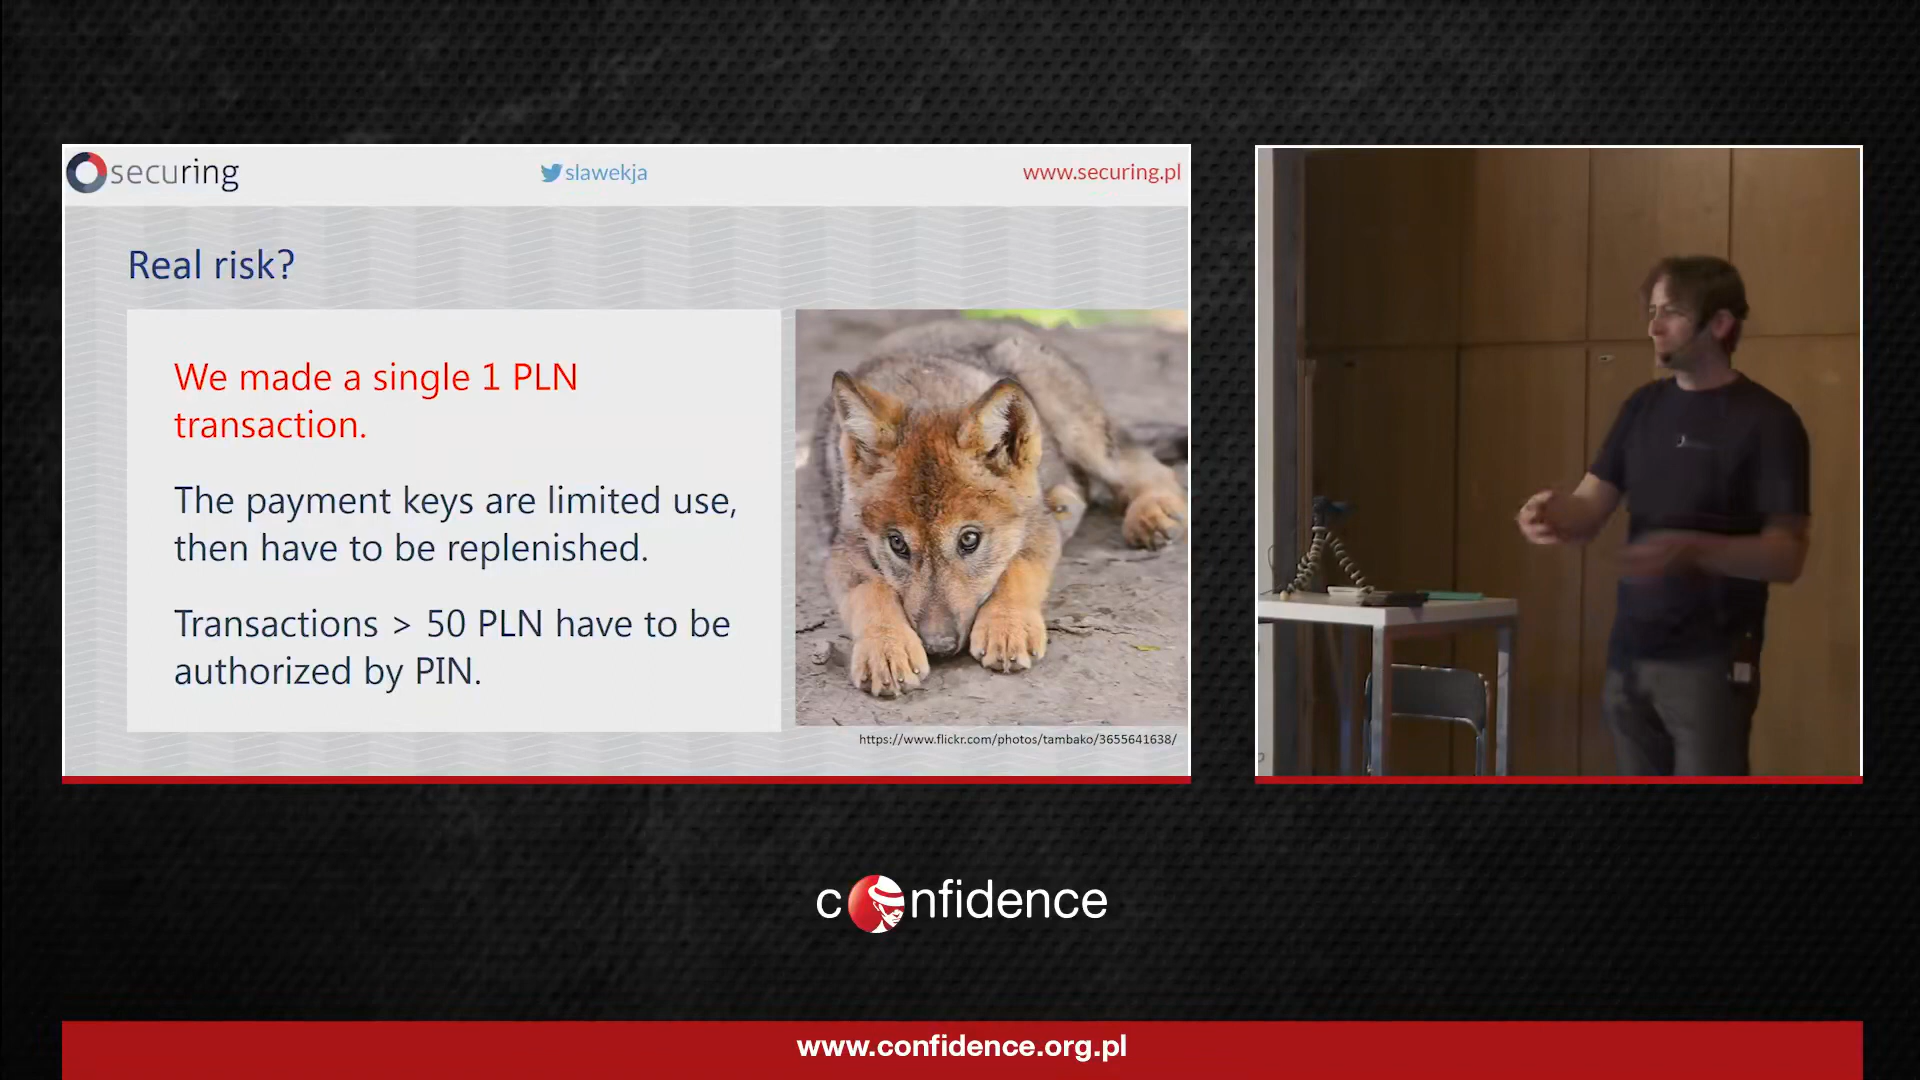 securing
slawekja
www.securing.pl
Real risk?
We made a single 1 PLN
transaction.
The payment keys are limited use,
then have to be replenished.
Transactions > 50 PLN have to be
authorized by PIN.
https://www.flickr.com/photos/tambako/3655641638/
confidence
www.confidence.org.pl